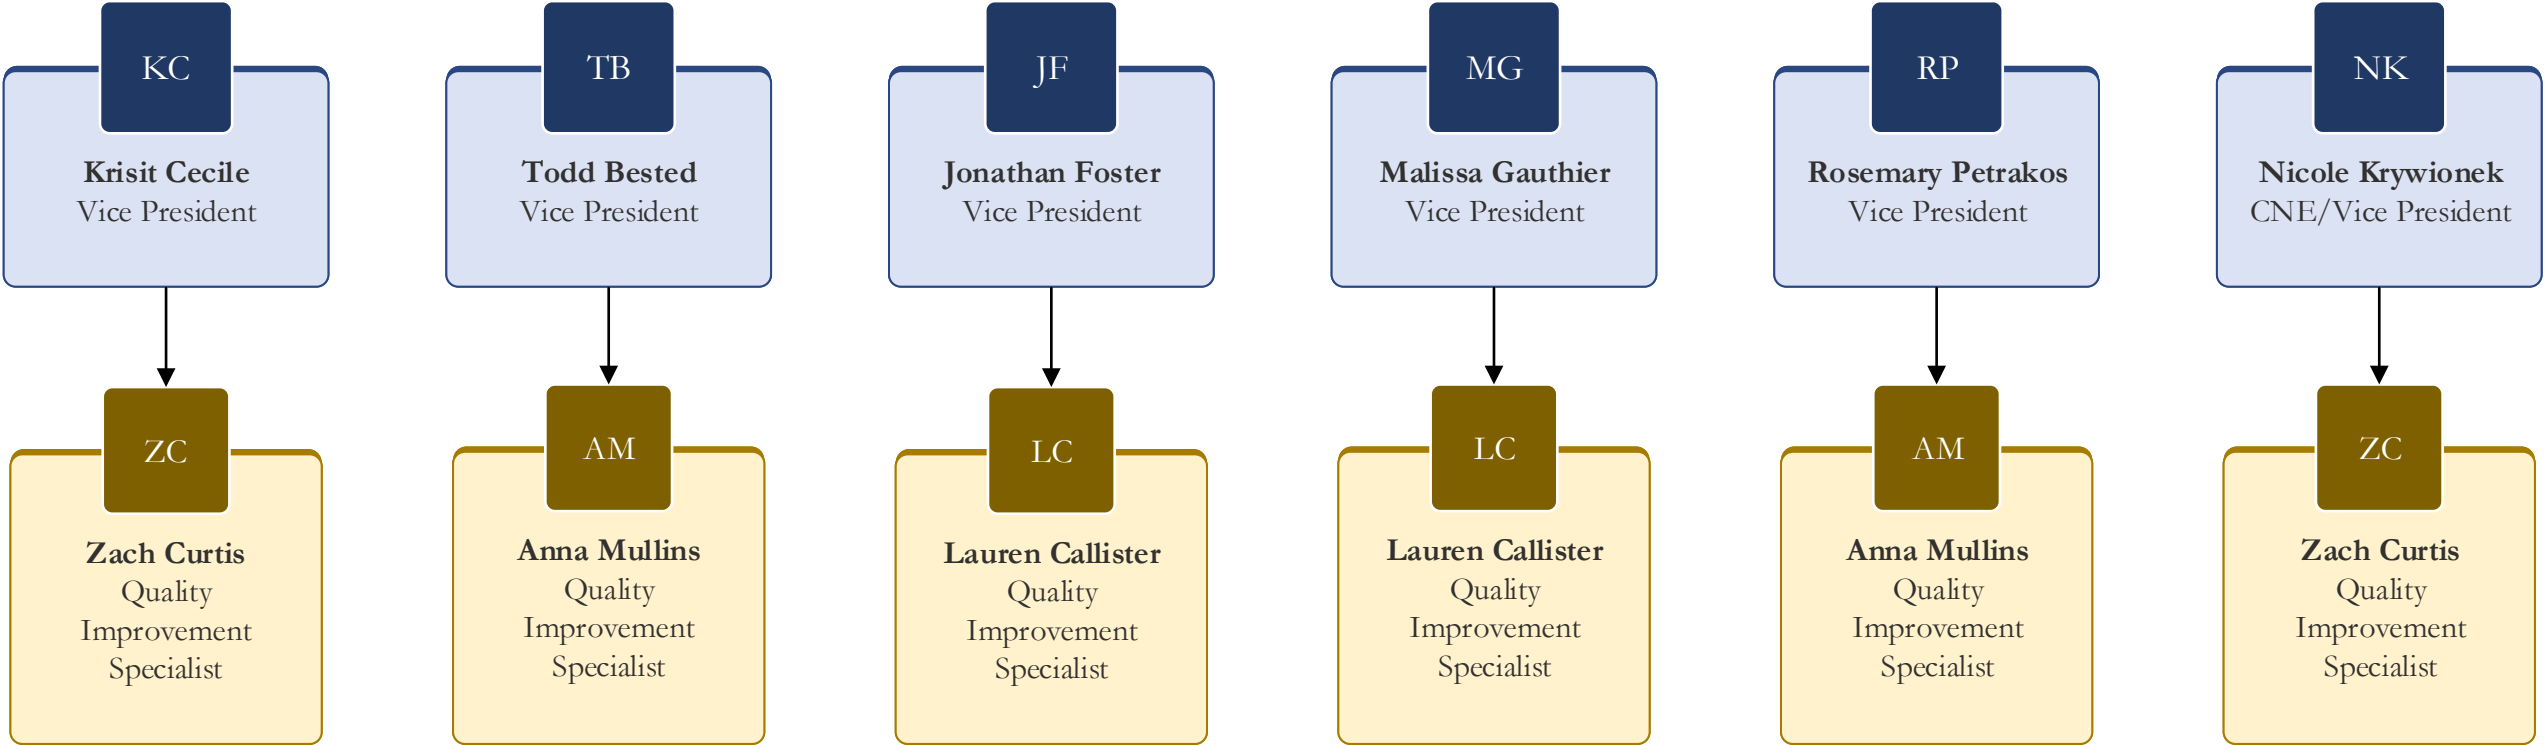 KC
TB
JF
MG
RP
NK
Krisit Cecile
Vice President
Todd Bested
Vice President
Jonathan Foster
Vice President
Malissa Gauthier
Vice President
Rosemary Petrakos
Vice President
Nicole Krywionek
CNE/Vice President
ZC
AM
LC
LC
AM
ZC
Zach Curtis
Quality
Improvement
Specialist
Anna Mullins
Quality
Improvement
Specialist
Lauren Callister
Quality
Improvement
Specialist
Lauren Callister
Quality
Improvement
Specialist
Anna Mullins
Quality
Improvement
Specialist
Zach Curtis
Quality
Improvement
Specialist